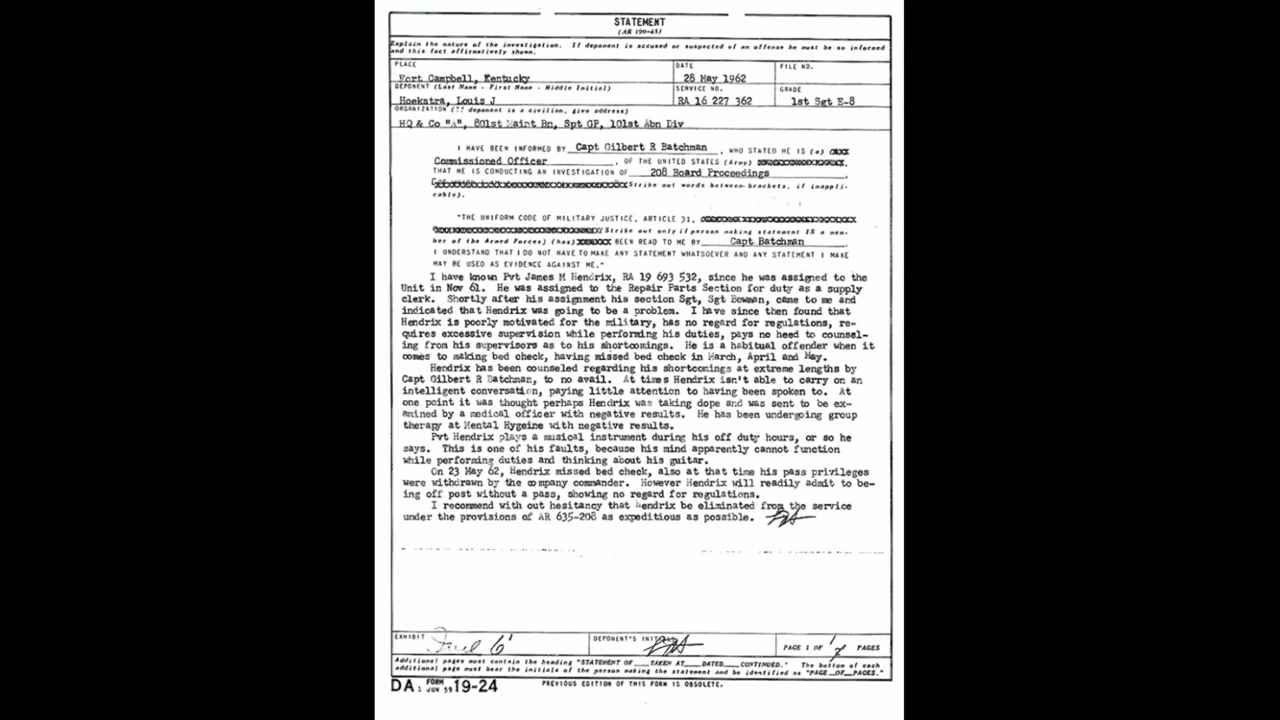 STATEMENT
(AR 190-45)
Explain the nature of the investigation. If deponent is accused or suspected of an offense he must be so informed
and this fact affirmatively shown.
PLACE DATE FILE NO.
Fort Campbell, Kentucky 28 May 1962
DEPONENT (Last Name - First Name - Middle Initial) SERVICE NO. GRADE
Hoekstra, Louis J RA 16 227 362 1st Sgt E-8
ORGANIZATION (If deponent is a civilian, give address)
HQ & Co "A", 801st Maint Bn, Spt GP, 101st Abn Div
I HAVE BEEN INFORMED BY Capt Gilbert R Batchman, WHO STATED HE IS (a)
Commissioned Officer, OF THE UNITED STATES (Army)
THAT HE IS CONDUCTING AN INVESTIGATION OF 208 Board Proceedings
Strike out words between brackets, if inappli-
cable).
"THE UNIFORM CODE OF MILITARY JUSTICE, ARTICLE 31,
Strike out only if person making statement IS a mem-
ber of the Armed Forces) (has) BEEN READ TO ME BY Capt Batchman
I UNDERSTAND THAT I DO NOT HAVE TO MAKE ANY STATEMENT WHATSOEVER AND ANY STATEMENT I MAKE
MAY BE USED AS EVIDENCE AGAINST ME."
I have known Pvt James M Hendrix, RA 19 693 532, since he was assigned to the
Unit in Nov 61. He was assigned to the Repair Parts Section for duty as a supply
clerk. Shortly after his assignment his section Sgt, Sgt Bowman, came to me and
indicated that Hendrix was going to be a problem. I have since then found that
Hendrix is poorly motivated for the military, has no regard for regulations, re-
quires excessive supervision while performing his duties, pays no heed to counsel-
ing from his supervisors as to his shortcomings. He is a habitual offender when it
comes to making bed check, having missed bed check in March, April and May.
Hendrix has been counseled regarding his shortcomings at extreme lengths by
Capt Gilbert R Batchman, to no avail. At times Hendrix isn't able to carry on an
intelligent conversation, paying little attention to having been spoken to. At
one point it was thought perhaps Hendrix was taking dope and was sent to be ex-
amined by a medical officer with negative results. He has been undergoing group
therapy at Mental Hygeine with negative results.
Pvt Hendrix plays a musical instrument during his off duty hours, or so he
says. This is one of his faults, because his mind apparently cannot function
while performing duties and thinking about his guitar.
On 23 May 62, Hendrix missed bed check, also at that time his pass privileges
were withdrawn by the company commander. However Hendrix will readily admit to be-
ing off post without a pass, showing no regard for regulations.
I recommend with out hesitancy that Hendrix be eliminated from the service
under the provisions of AR 635-208 as expeditious as possible.
EXHIBIT DEPONENT'S INITIALS PAGE 1 OF 1 PAGES
Additional pages must contain the heading "STATEMENT OF___TAKEN AT___DATED___CONTINUED." The bottom of each
additional page must bear the initials of the person making the statement and be identified as "PAGE__OF__PAGES."
DA FORM 1 JUN 59 19-24 PREVIOUS EDITION OF THIS FORM IS OBSOLETE.